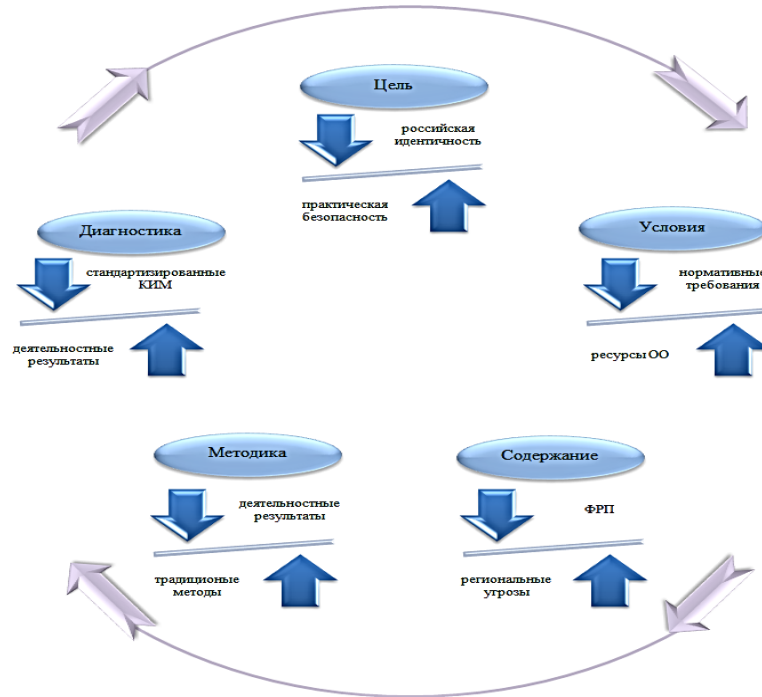 Цель
российская
идентичность
практическая
безопасность
Диагностика
стандартизированные
КИМ
деятельностные
результаты
Условия
нормативные
требования
ресурсы ОО
Методика
деятельностные
результаты
традиционые
методы
Содержание
ФРП
региональные
угрозы